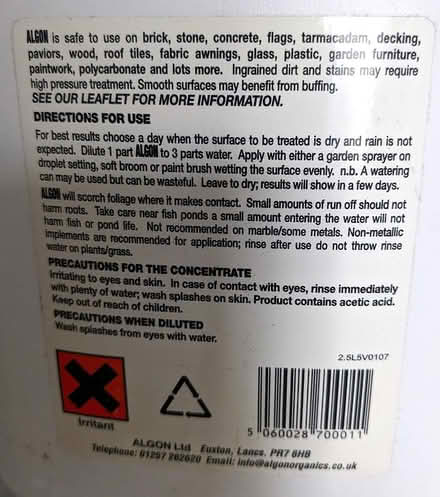 ALGON is safe to use on brick, stone, concrete, flags, tarmacadam, decking,
paviors, wood, roof tiles, fabric awnings, glass, plastic, garden furniture,
paintwork, polycarbonate and lots more. Ingrained dirt and stains may require
high pressure treatment. Smooth surfaces may benefit from buffing.
SEE OUR LEAFLET FOR MORE INFORMATION.
DIRECTIONS FOR USE
For best results choose a day when the surface to be treated is dry and rain is not
expected. Dilute 1 part ALGON to 3 parts water. Apply with either a garden sprayer on
droplet setting, soft broom or paint brush wetting the surface evenly. n.b. A watering
can may be used but can be wasteful. Leave to dry; results will show in a few days.
ALGON will scorch foliage where it makes contact. Small amounts of run off should not
harm roots. Take care near fish ponds a small amount entering the water will not
harm fish or pond life. Not recommended on marble/some metals. Non-metallic
implements are recommended for application; rinse after use do not throw rinse
water on plants/grass.
PRECAUTIONS FOR THE CONCENTRATE
Irritating to eyes and skin. In case of contact with eyes, rinse immediately
with plenty of water; wash splashes on skin. Product contains acetic acid.
Keep out of reach of children.
PRECAUTIONS WHEN DILUTED
Wash splashes from eyes with water.
2.5L5V0107
Irritant
5 060028 700011
ALGON Ltd Euxton, Lancs. PR7 6HB
Telephone: 01257 262620 Email: info@algonorganics.co.uk